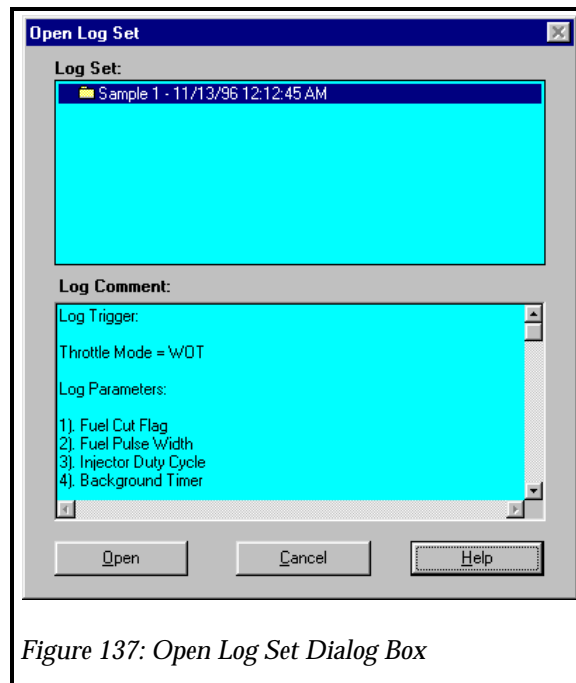 Open Log Set
Log Set:
Sample 1 - 11/13/96 12:12:45 AM
Log Comment:
Log Trigger:
Throttle Mode = WOT
Log Parameters:
1). Fuel Cut Flag
2). Fuel Pulse Width
3). Injector Duty Cycle
4). Background Timer
Open
Cancel
Help
Figure 137: Open Log Set Dialog Box